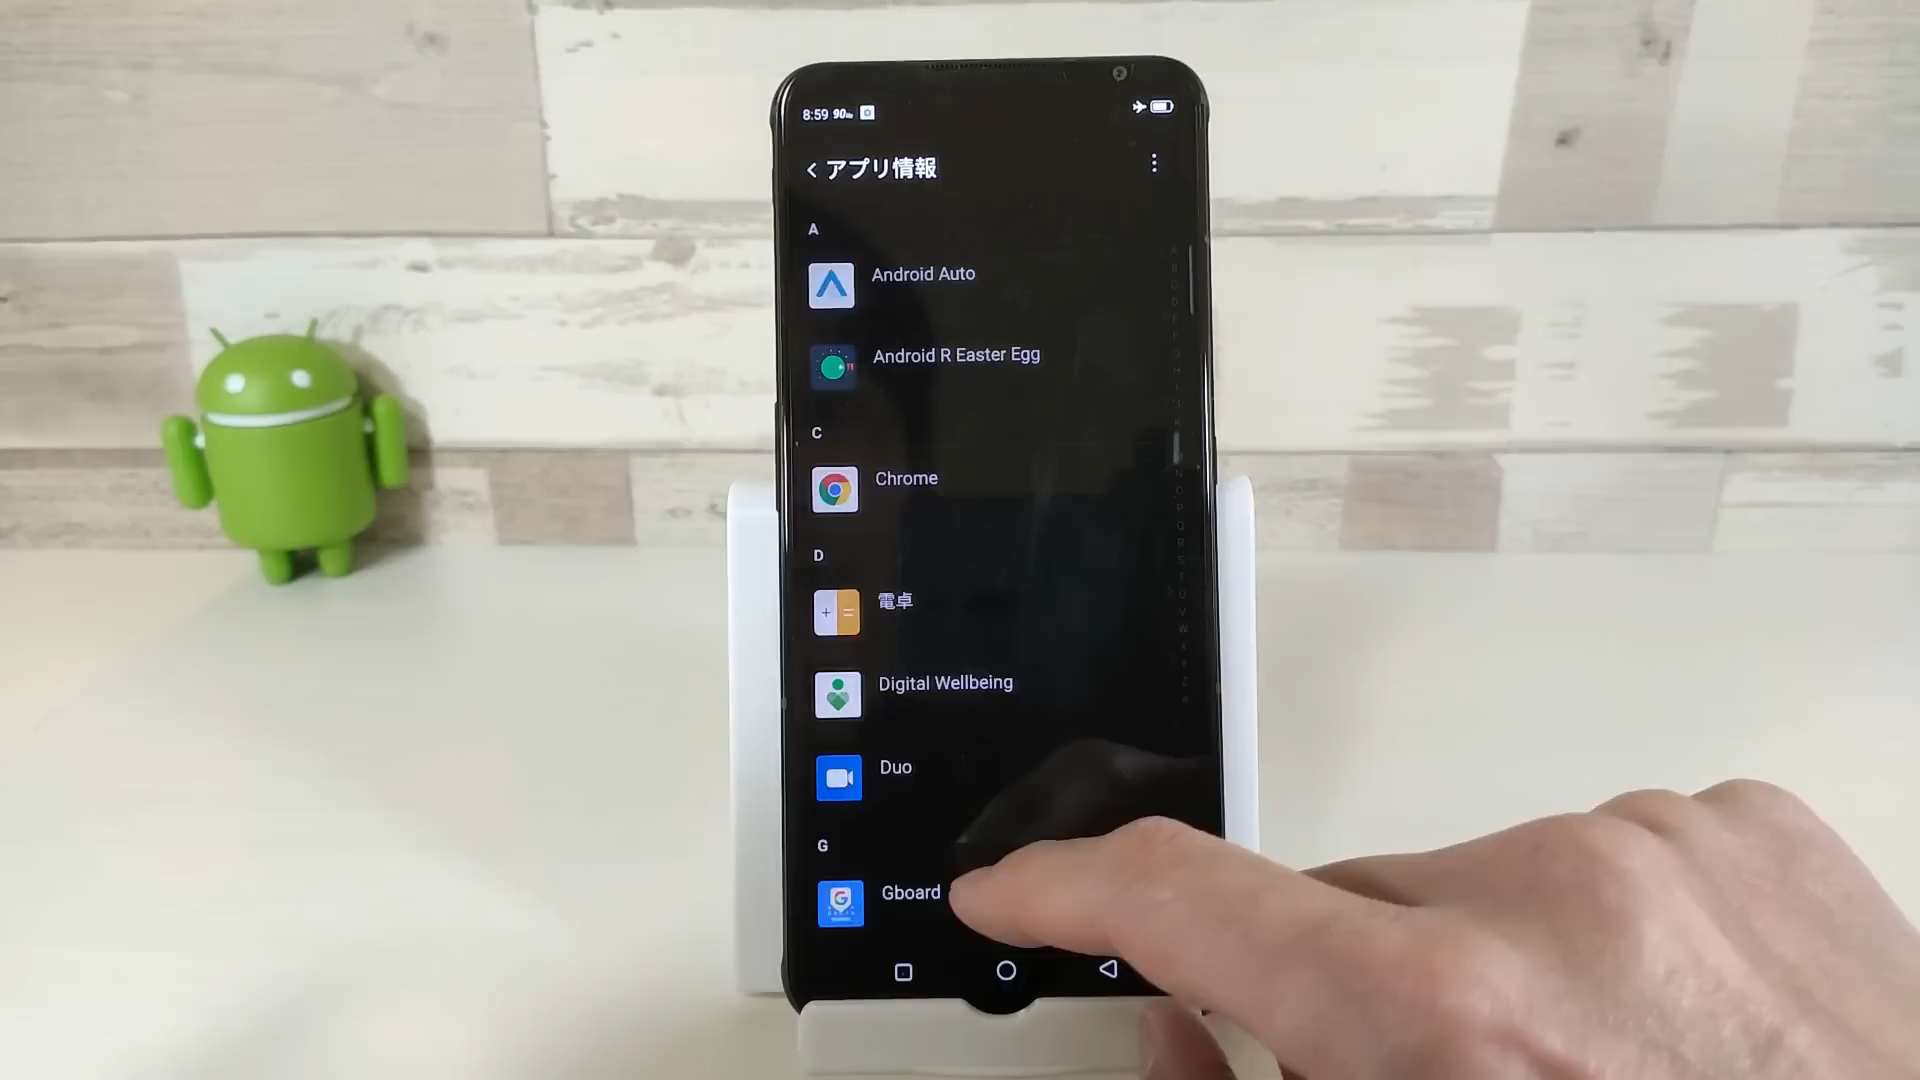 8:59 90Hz
アプリ情報
A
Android Auto
Android R Easter Egg
C
Chrome
D
電卓
Digital Wellbeing
Duo
G
Gboard